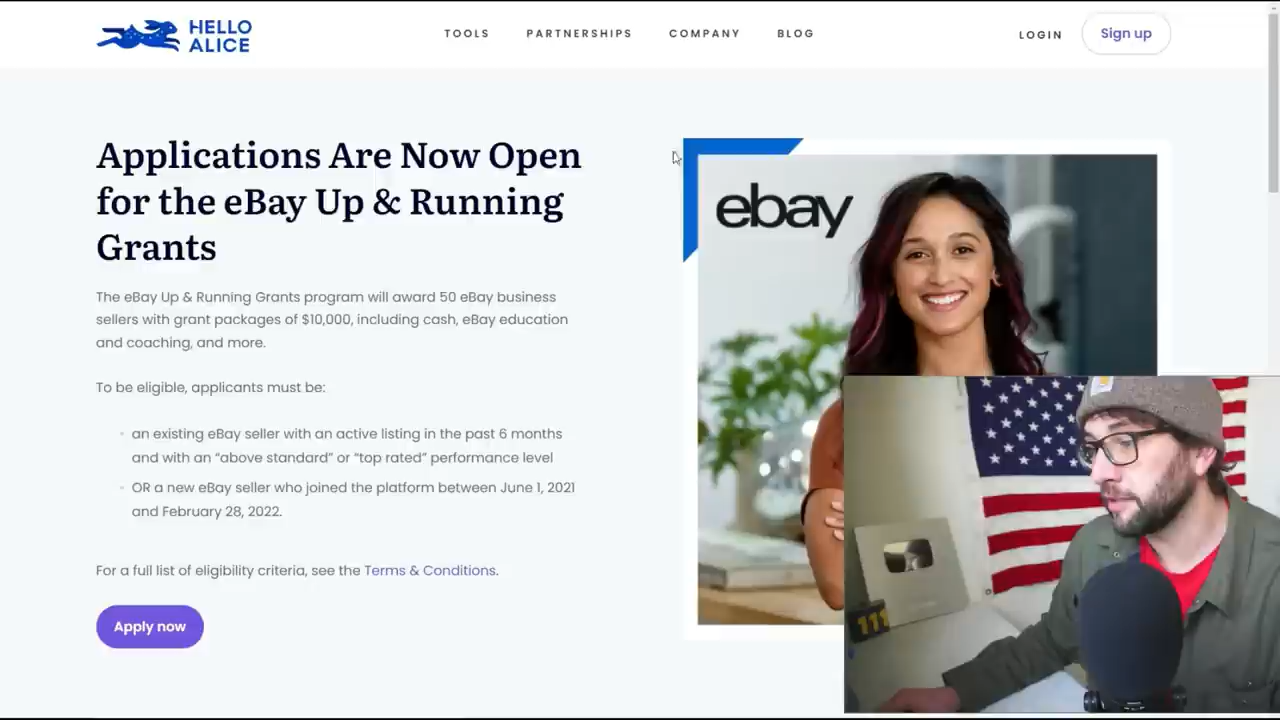 HELLO
ALICE
TOOLS
PARTNERSHIPS
COMPANY
BLOG
LOGIN
Sign up
Applications Are Now Open
for the eBay Up & Running
Grants
The eBay Up & Running Grants program will award 50 eBay business
sellers with grant packages of $10,000, including cash, eBay education
and coaching, and more.
To be eligible, applicants must be:
an existing eBay seller with an active listing in the past 6 months
and with an “above standard” or “top rated” performance level
OR a new eBay seller who joined the platform between June 1, 2021
and February 28, 2022.
For a full list of eligibility criteria, see the Terms & Conditions.
Apply now
ebay
111